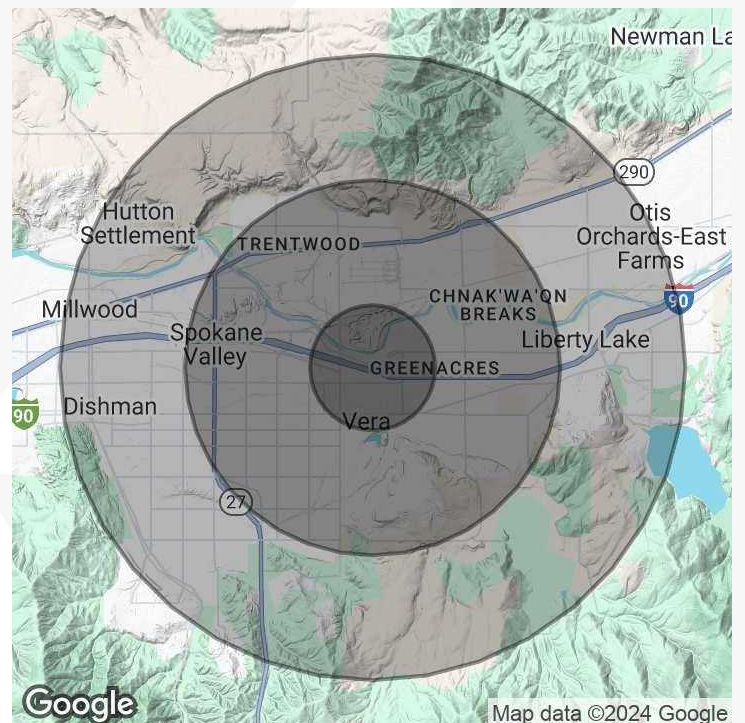 Newman La
290
Hutton
Settlement
Otis
Orchards-East
Farms
TRENTWOOD
90
CHNAK'WA'QN
BREAKS
Millwood
Spokane
Valley
Liberty Lake
GREENACRES
90
Dishman
Vera
27
Google
Map data ©2024 Google